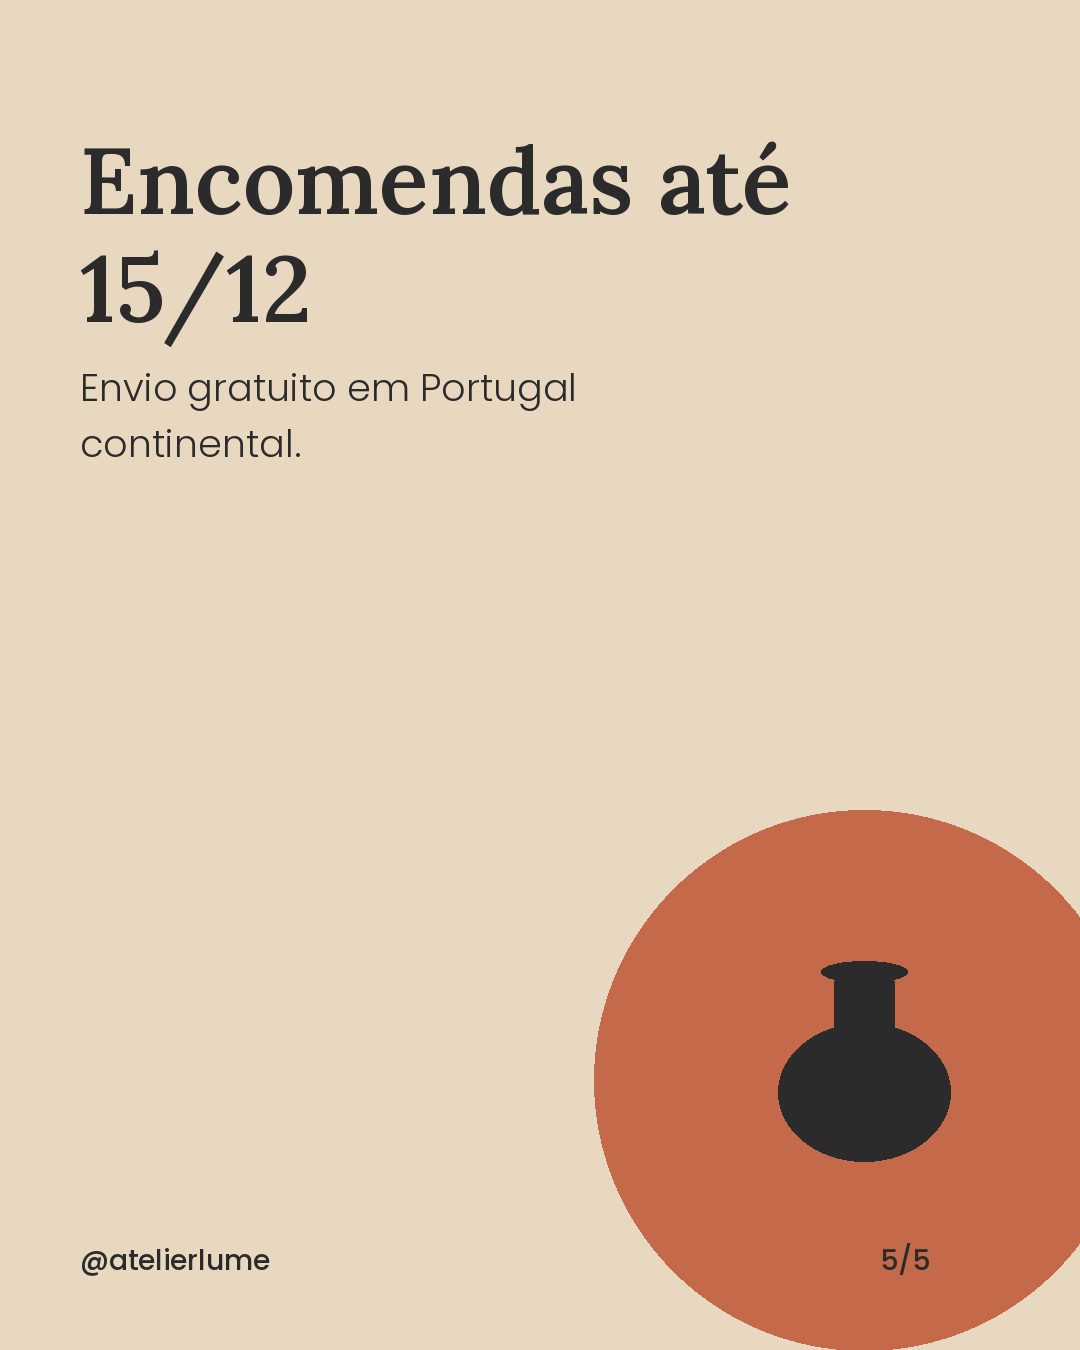 Encomendas até
15/12
Envio gratuito em Portugal
continental.
@atelierlume
5/5